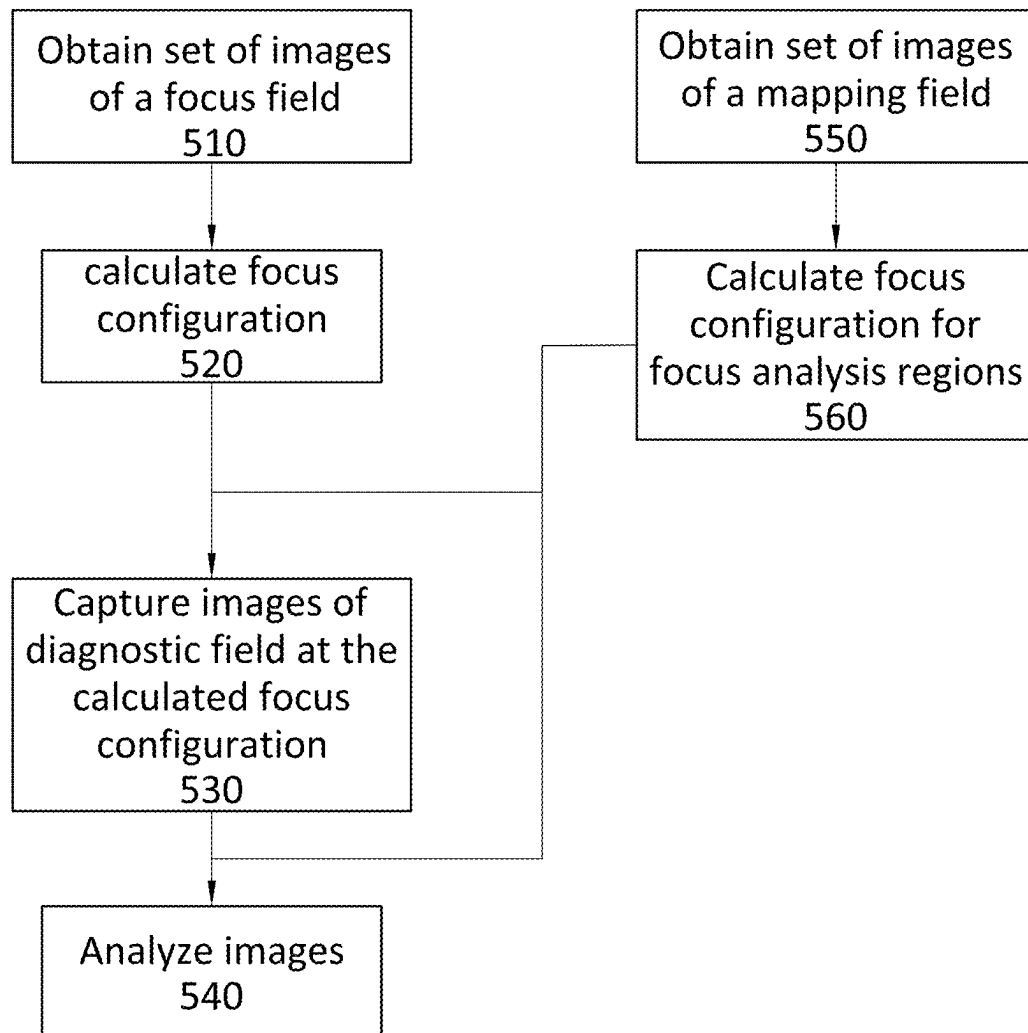 Obtain set of images
of a focus field
510
calculate focus
configuration
520
Capture images of
diagnostic field at the
calculated focus
configuration
530
Analyze images
540
Obtain set of images
of a mapping field
550
Calculate focus
configuration for
focus analysis regions
560